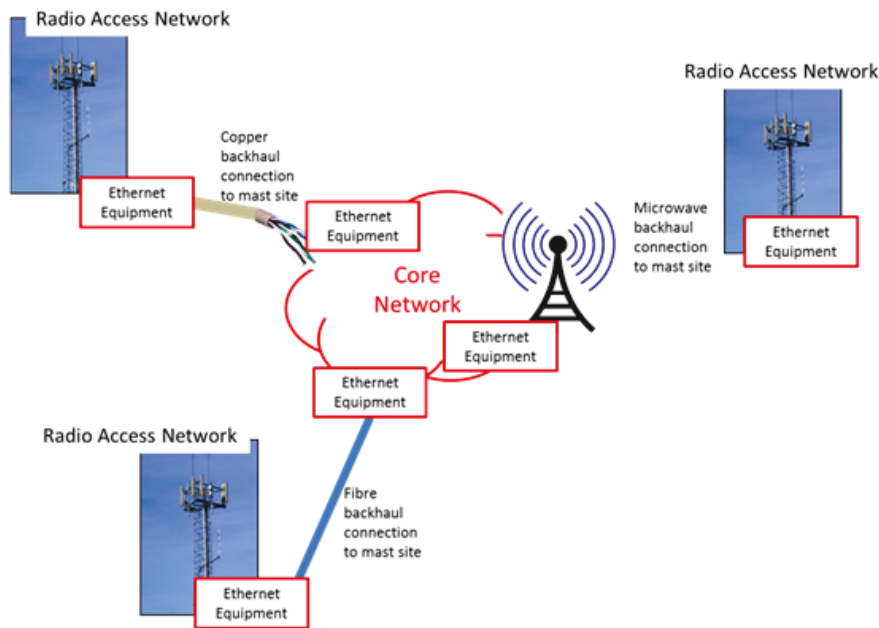 Radio Access Network
Copper
backhaul
connection
to mast site
Ethernet
Equipment
Ethernet
Equipment
Core
Network
Radio Access Network
Microwave
backhaul
connection
to mast site
Ethernet
Equipment
Ethernet
Equipment
Ethernet
Equipment
Radio Access Network
Fibre
backhaul
connection
to mast site
Ethernet
Equipment